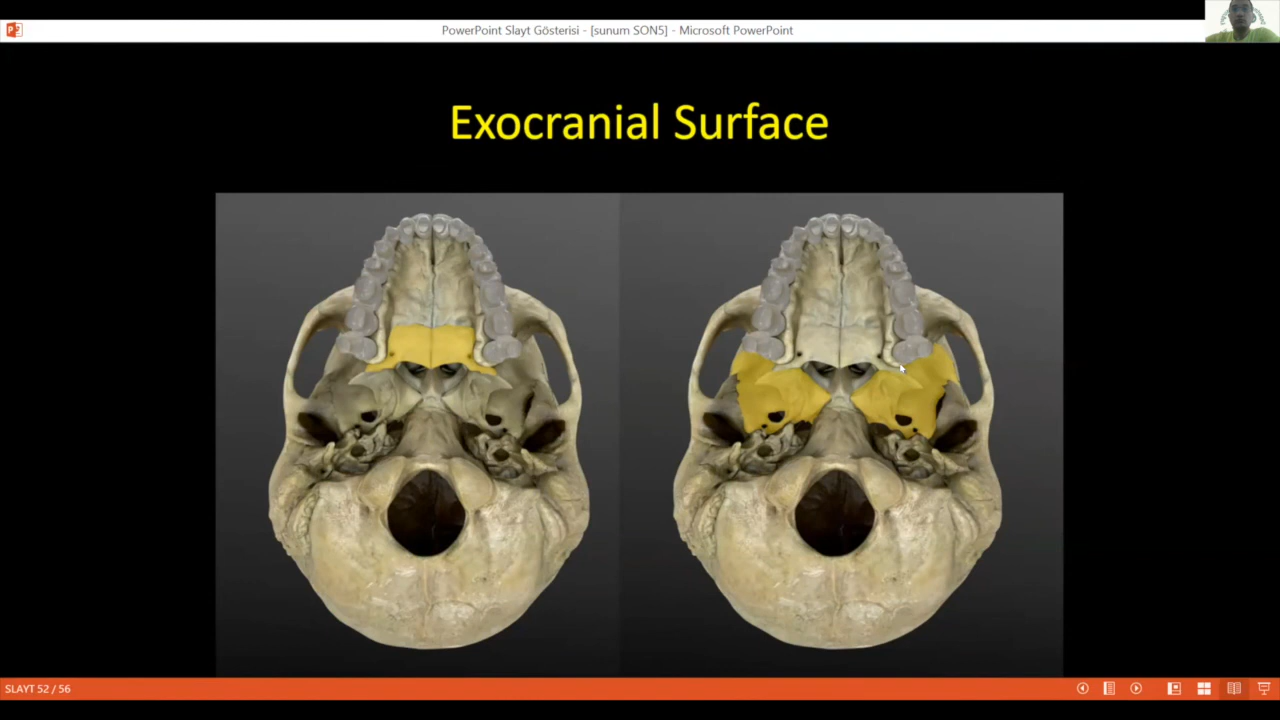 PowerPoint Slayt Gösterisi - [sunum SON5] - Microsoft PowerPoint
Exocranial Surface
SLAYT 52 / 56